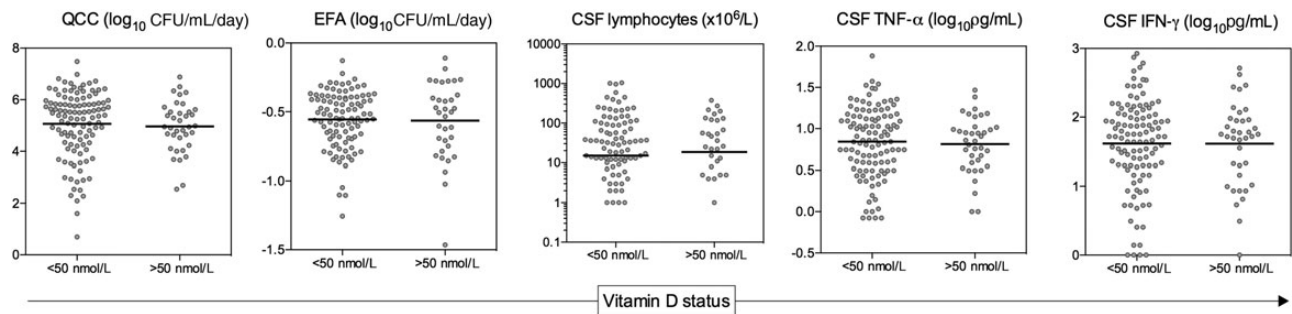 QCC (log10 CFU/mL/day)
8
6
4
2
0
<50 nmol/L >50 nmol/L
EFA (log10CFU/mL/day)
0.0
-0.5
-1.0
-1.5
<50 nmol/L >50 nmol/L
CSF lymphocytes (x10⁶/L)
10000
1000
100
10
1
0.1
<50 nmol/L >50 nmol/L
CSF TNF-α (log10pg/mL)
2.0
1.5
1.0
0.5
0.0
-0.5
<50 nmol/L >50 nmol/L
CSF IFN-γ (log10pg/mL)
3
2
1
0
<50 nmol/L >50 nmol/L
Vitamin D status